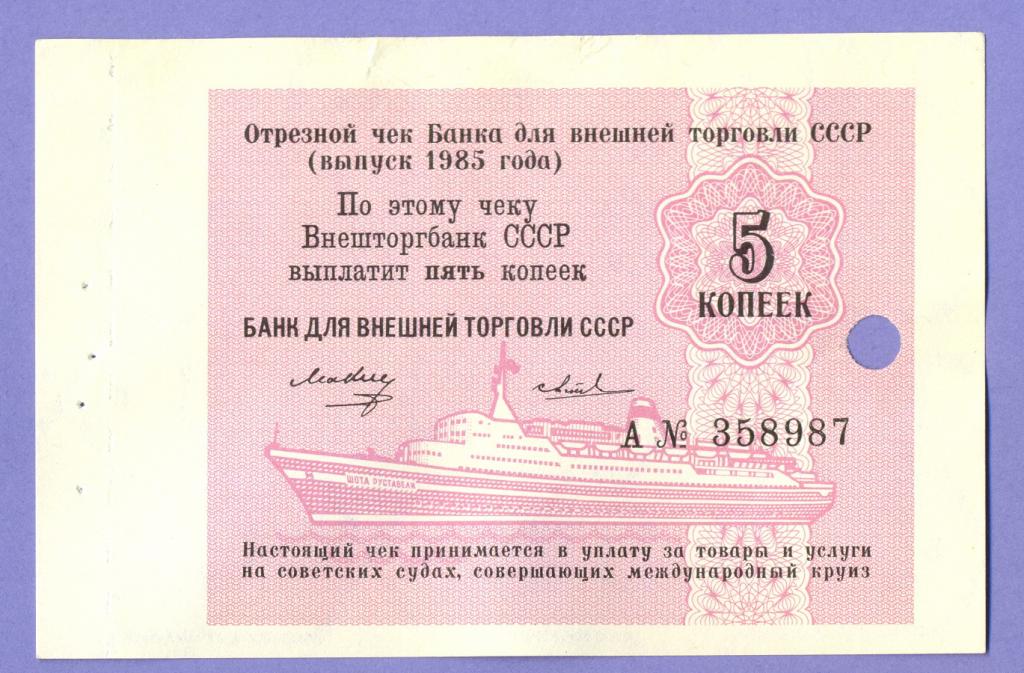 Отрезной чек Банка для внешней торговли СССР
(выпуск 1985 года)
По этому чеку
Внешторгбанк СССР
выплатит пять копеек
5
КОПЕЕК
БАНК ДЛЯ ВНЕШНЕЙ ТОРГОВЛИ СССР
А № 358987
ШОТА РУСТАВЕЛИ
Настоящий чек принимается в уплату за товары и услуги
на советских судах, совершающих международный круиз